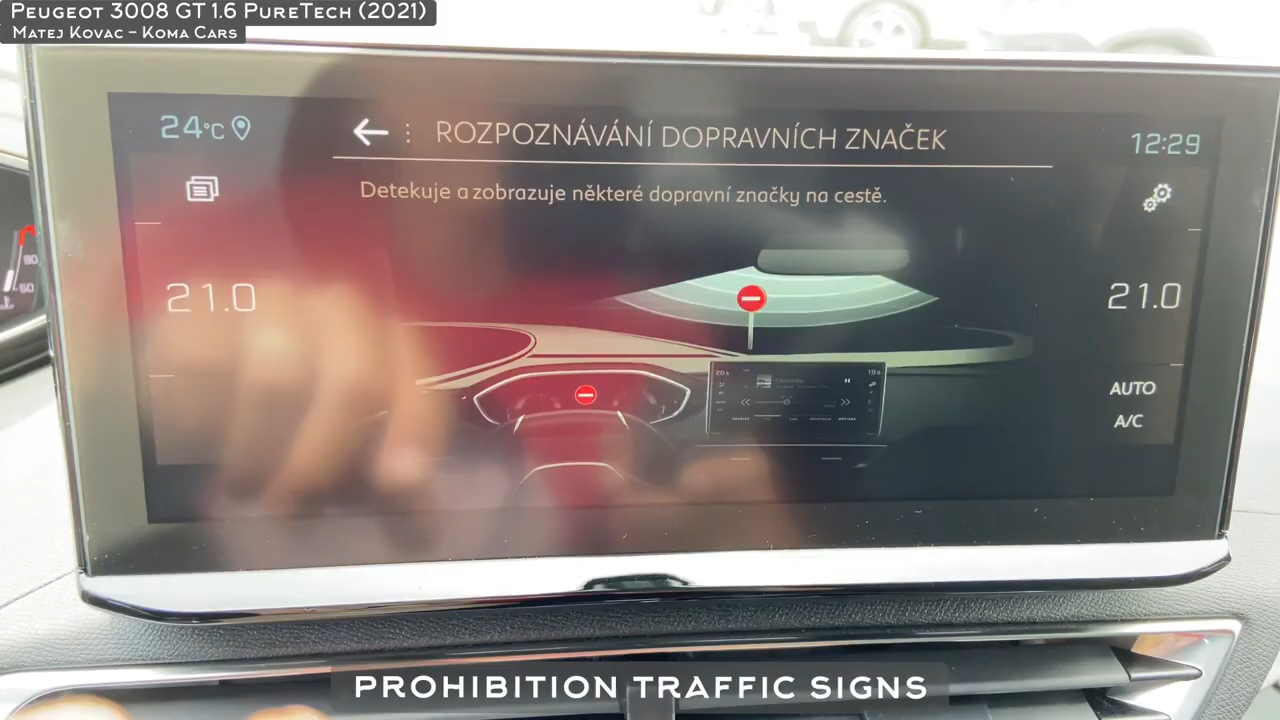 Peugeot 3008 GT 1.6 PureTech (2021)
Matej Kovac – Koma Cars
24°C
ROZPOZNÁVÁNÍ DOPRAVNÍCH ZNAČEK
12:29
Detekuje a zobrazuje některé dopravní značky na cestě.
21.0
21.0
AUTO
A/C
PROHIBITION TRAFFIC SIGNS